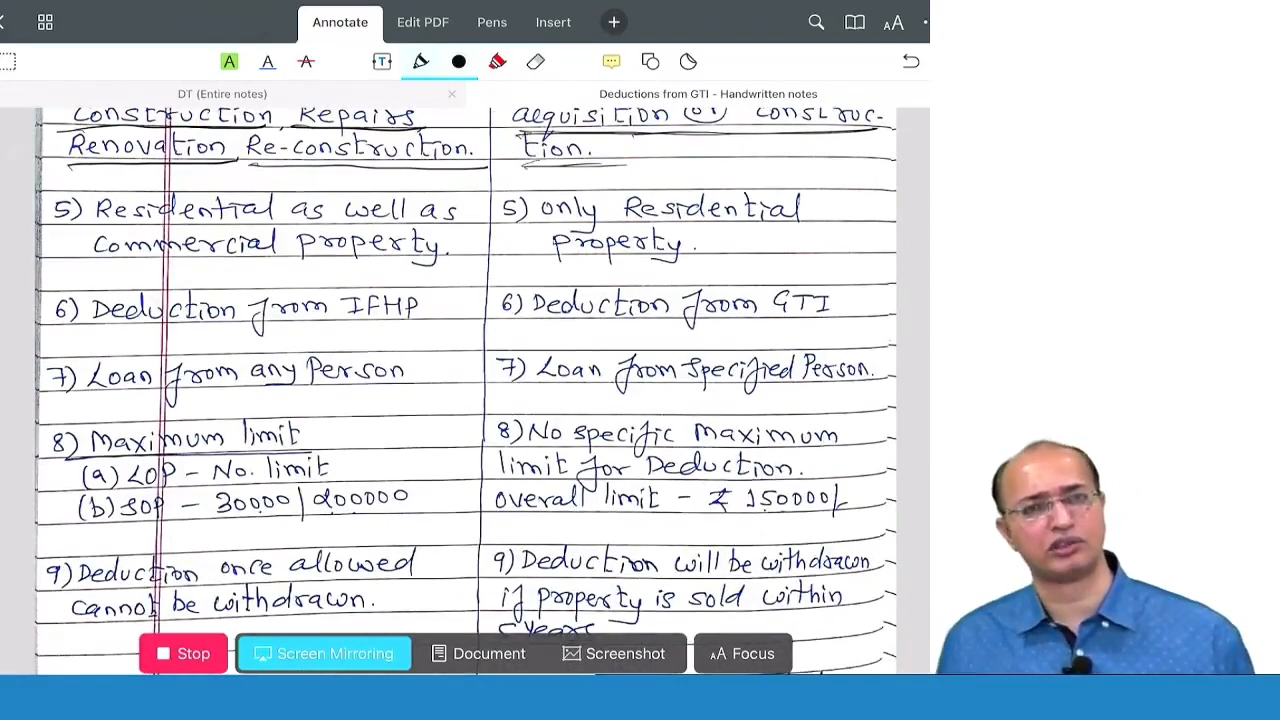 Annotate Edit PDF Pens Insert
AA
A A A T
DT (Entire notes) Deductions from GTI - Handwritten notes
Construction, Repairs
Renovation, Re-construction.
acquisition or construc-
tion.
5) Residential as well as
commercial property.
5) only Residential
property.
6) Deduction from IFHP
6) Deduction from GTI
7) Loan from any Person
7) Loan from specified Person.
8) Maximum limit
(a) LOP - No. limit
(b) SOP - 30000 | 200000
8) No specific maximum
limit for Deduction.
overall limit - ₹ 150000/-
9) Deduction once allowed
cannot be withdrawn.
9) Deduction will be withdrawn
if property is sold within
5 years
Stop Screen Mirroring Document Screenshot AA Focus